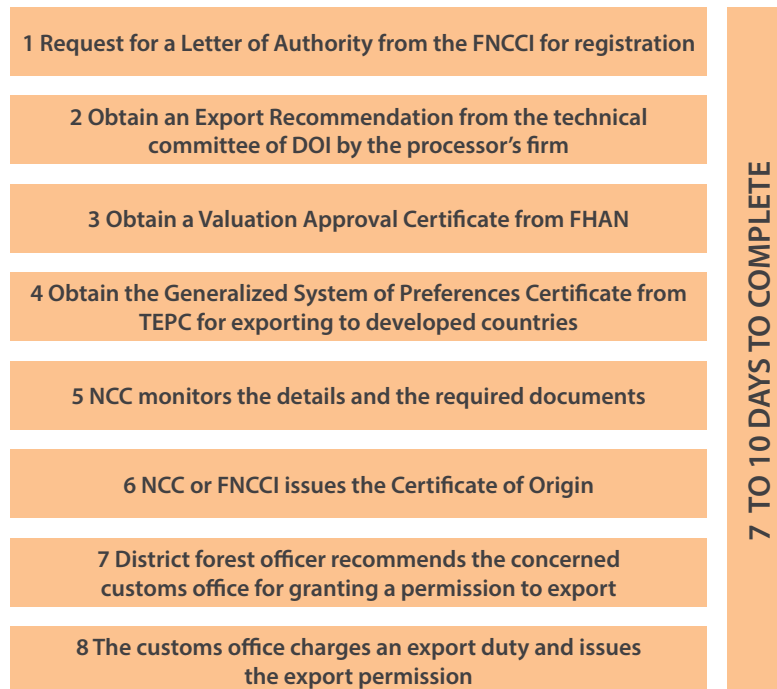 1 Request for a Letter of Authority from the FNCCI for registration
2 Obtain an Export Recommendation from the technical
committee of DOI by the processor's firm
3 Obtain a Valuation Approval Certificate from FHAN
4 Obtain the Generalized System of Preferences Certificate from
TEPC for exporting to developed countries
5 NCC monitors the details and the required documents
6 NCC or FNCCI issues the Certificate of Origin
7 District forest officer recommends the concerned
customs office for granting a permission to export
8 The customs office charges an export duty and issues
the export permission
7 TO 10 DAYS TO COMPLETE